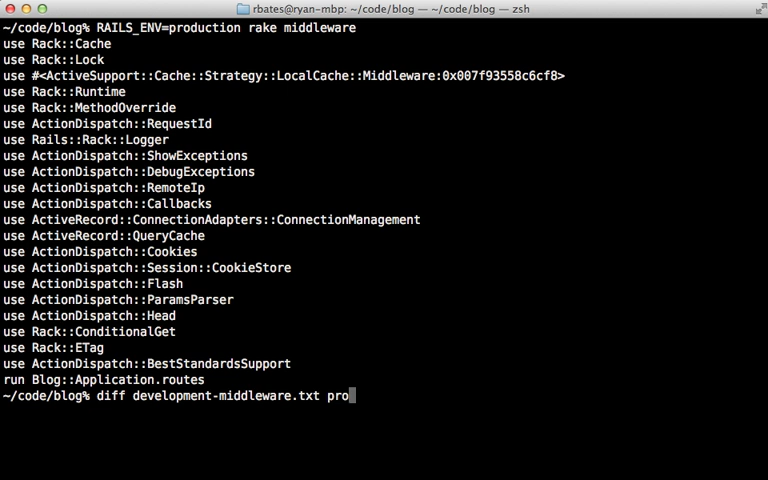 rbates@ryan-mbp: ~/code/blog — ~/code/blog — zsh
~/code/blog% RAILS_ENV=production rake middleware
use Rack::Cache
use Rack::Lock
use #<ActiveSupport::Cache::Strategy::LocalCache::Middleware:0x007f93558c6cf8>
use Rack::Runtime
use Rack::MethodOverride
use ActionDispatch::RequestId
use Rails::Rack::Logger
use ActionDispatch::ShowExceptions
use ActionDispatch::DebugExceptions
use ActionDispatch::RemoteIp
use ActionDispatch::Callbacks
use ActiveRecord::ConnectionAdapters::ConnectionManagement
use ActiveRecord::QueryCache
use ActionDispatch::Cookies
use ActionDispatch::Session::CookieStore
use ActionDispatch::Flash
use ActionDispatch::ParamsParser
use ActionDispatch::Head
use Rack::ConditionalGet
use Rack::ETag
use ActionDispatch::BestStandardsSupport
run Blog::Application.routes
~/code/blog% diff development-middleware.txt pro